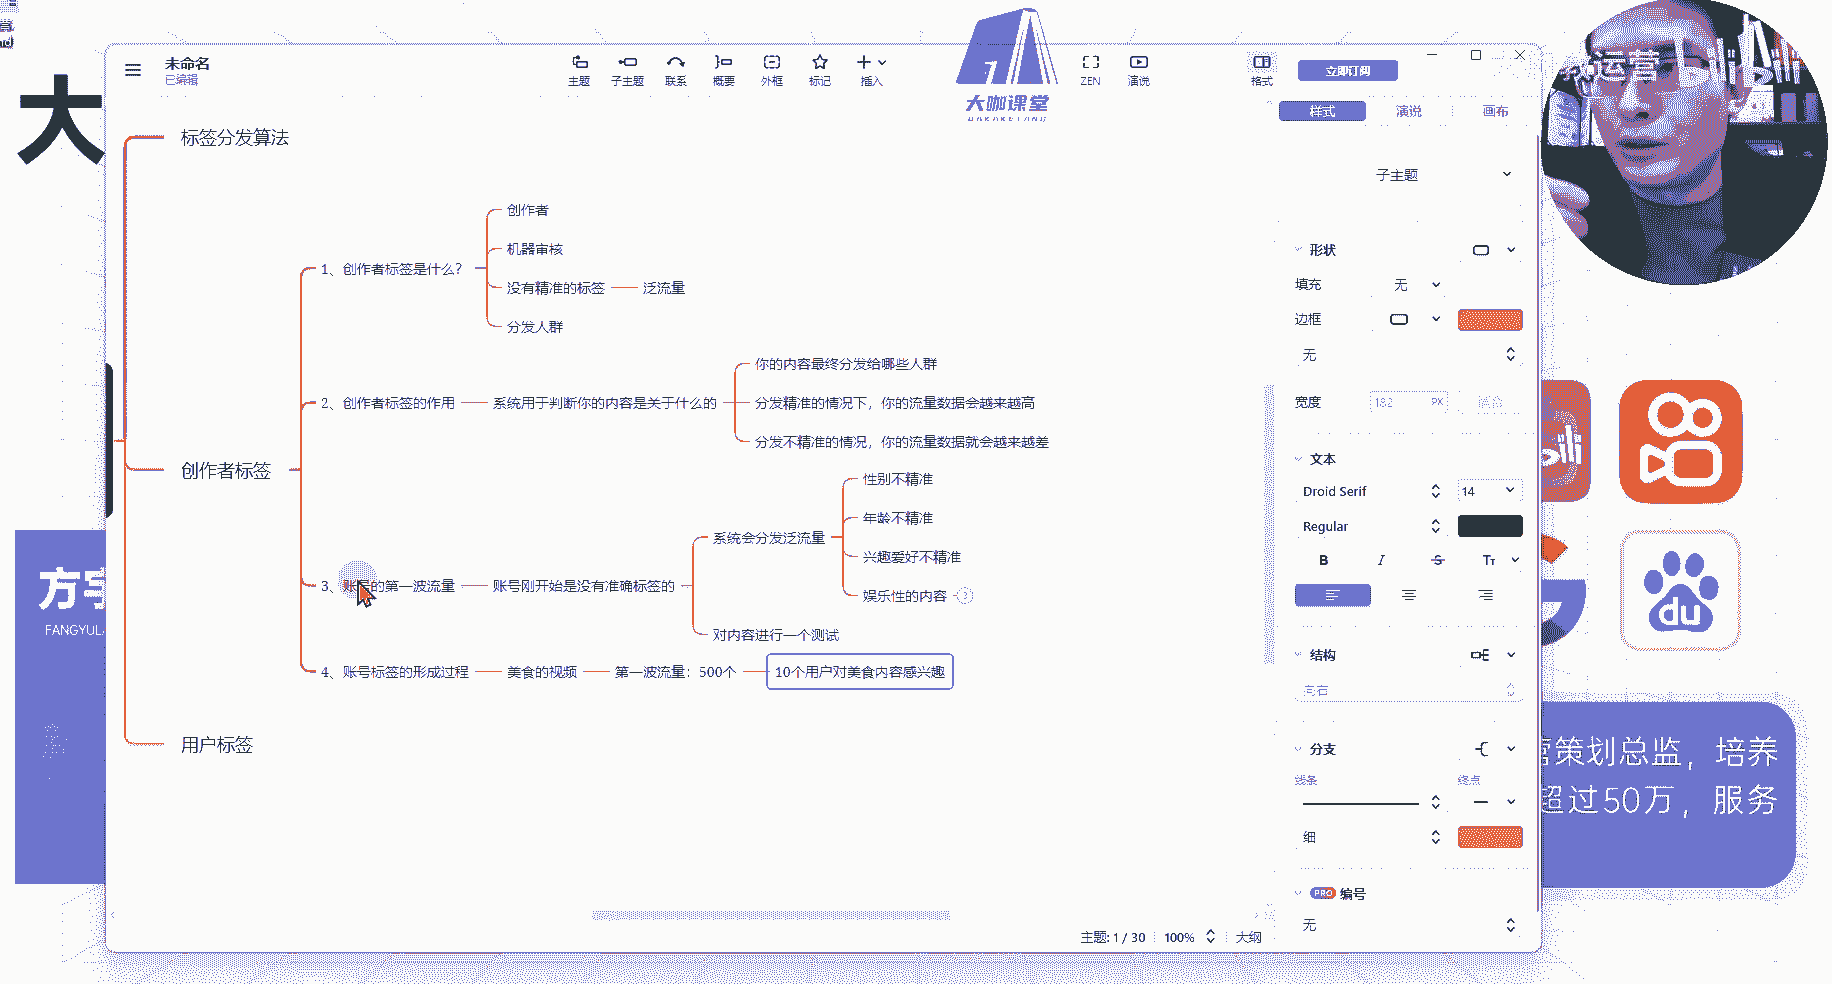 未命名
已编辑
主题
子主题
联系
概要
外框
标记
插入
ZEN
演说
格式
立即订阅
大咖课堂
DAKAKETANG
运营
大
样式
演说
画布
标签分发算法
创作者标签
用户标签
1、创作者标签是什么？
创作者
机器审核
没有精准的标签
泛流量
分发人群
2、创作者标签的作用
系统用于判断你的内容是关于什么的
你的内容最终分发给哪些人群
分发精准的情况下，你的流量数据会越来越高
分发不精准的情况，你的流量数据就会越来越差
3、账号的第一波流量
账号刚开始是没有准确标签的
系统会分发泛流量
性别不精准
年龄不精准
兴趣爱好不精准
娱乐性的内容
对内容进行一个测试
4、账号标签的形成过程
美食的视频
第一波流量：500个
10个用户对美食内容感兴趣
子主题
形状
填充
无
边框
无
宽度
182
PX
文本
Droid Serif
14
Regular
B
I
S
Tт
结构
向右
分支
线条
终点
细
PRO 编号
无
主题: 1 / 30
100%
大纲
方宇
FANGYUL
du
营策划总监，培养
超过50万，服务